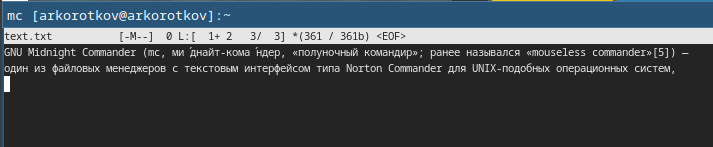 mc [arkorotkov@arkorotkov]:~
text.txt [-M--] 0 L:[ 1+ 2 3/ 3] *(361 / 361b) <EOF>
GNU Midnight Commander (mc, ми́днайт-кома́ндер, «полуночный командир»; ранее назывался «mouseless commander»[5]) —
один из файловых менеджеров с текстовым интерфейсом типа Norton Commander для UNIX-подобных операционных систем,